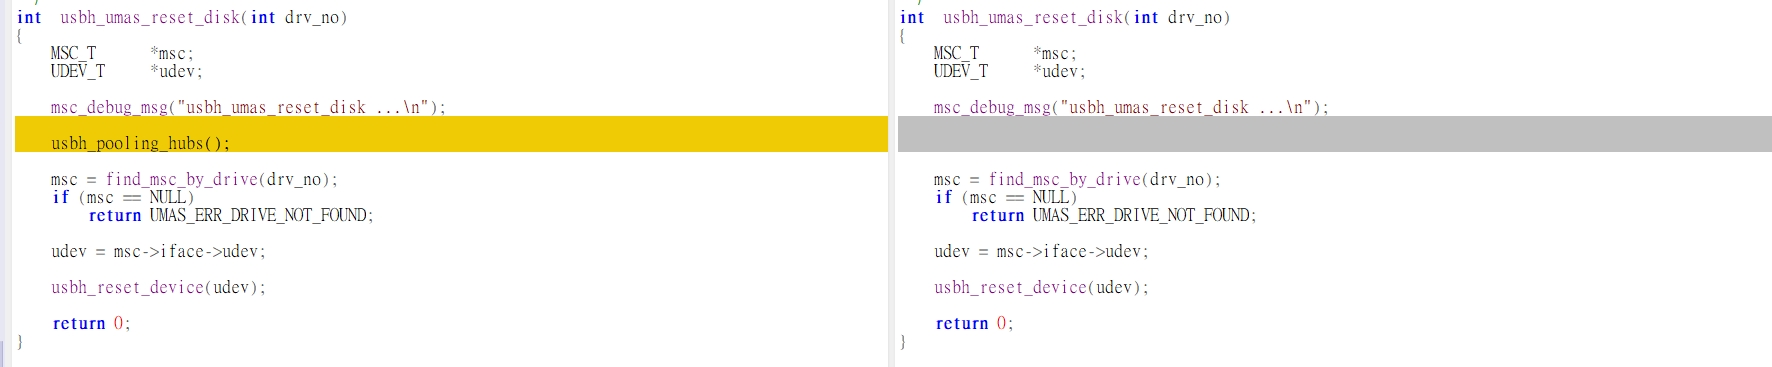 int  usbh_umas_reset_disk(int drv_no)
{
    MSC_T      *msc;
    UDEV_T     *udev;
    msc_debug_msg("usbh_umas_reset_disk ...\n");
    usbh_pooling_hubs();
    msc = find_msc_by_drive(drv_no);
    if (msc == NULL)
        return UMAS_ERR_DRIVE_NOT_FOUND;
    udev = msc->iface->udev;
    usbh_reset_device(udev);
    return 0;
}
int  usbh_umas_reset_disk(int drv_no)
{
    MSC_T      *msc;
    UDEV_T     *udev;
    msc_debug_msg("usbh_umas_reset_disk ...\n");
    msc = find_msc_by_drive(drv_no);
    if (msc == NULL)
        return UMAS_ERR_DRIVE_NOT_FOUND;
    udev = msc->iface->udev;
    usbh_reset_device(udev);
    return 0;
}